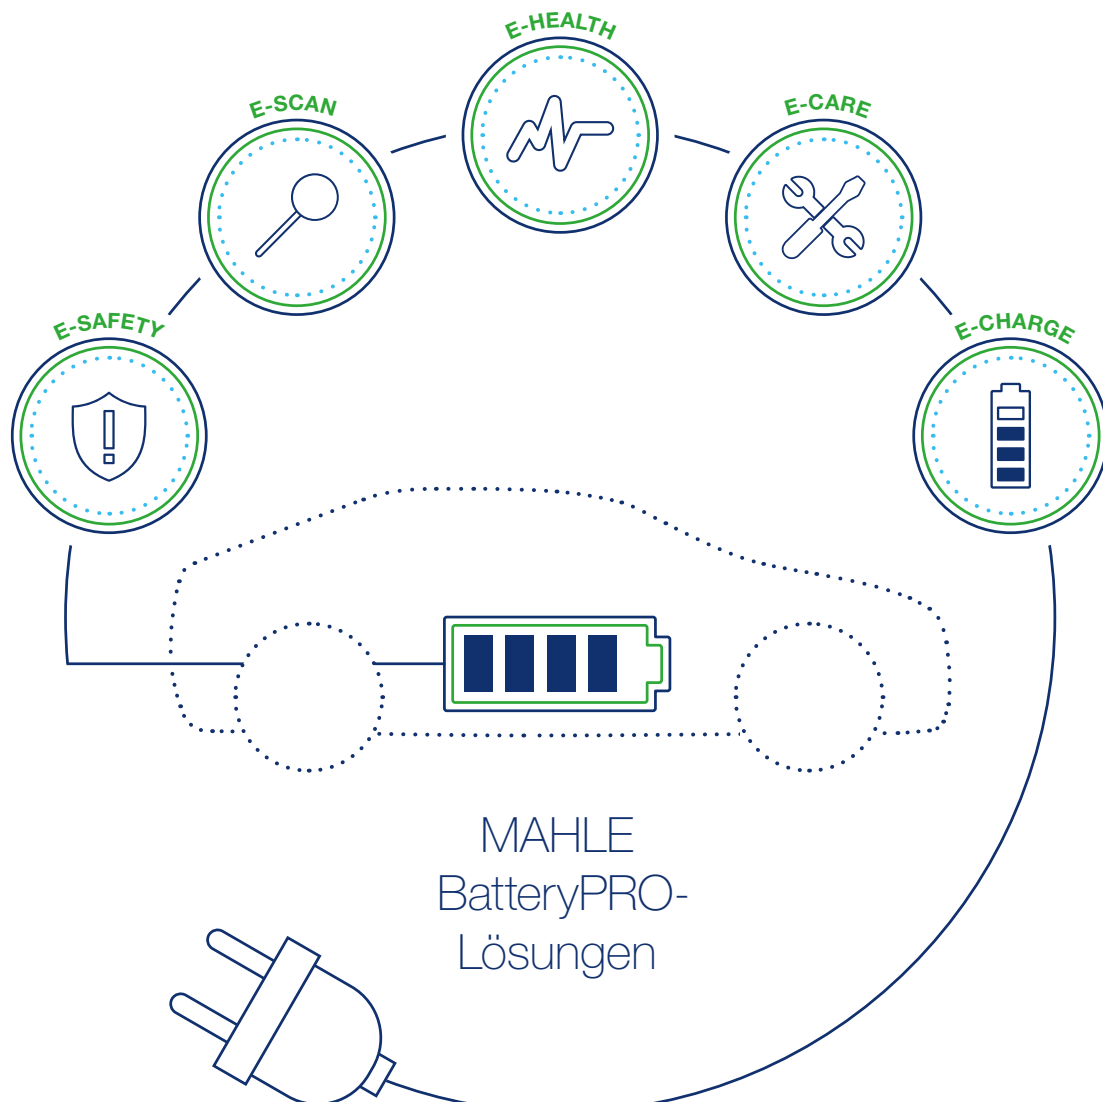 E-HEALTH
E-SCAN
E-CARE
E-SAFETY
E-CHARGE
MAHLE
BatteryPRO-
Lösungen